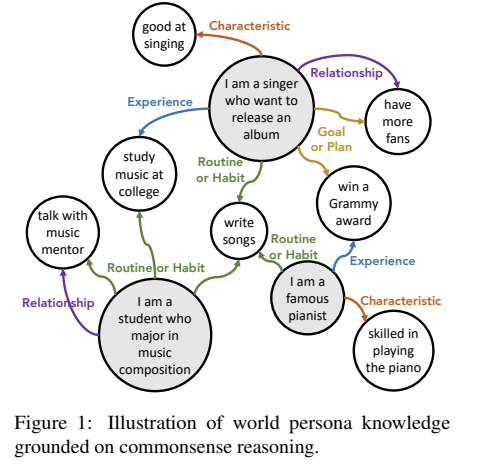 good at
singing
Characteristic
I am a singer
who want to
release an
album
Relationship
have
more
fans
Experience
Goal
or Plan
study
music at
college
Routine
or Habit
win a
Grammy
award
talk with
music
mentor
write
songs
Routine
or Habit
Routine or Habit
Experience
I am a
famous
pianist
Relationship
I am a
student who
major in
music
composition
Characteristic
skilled in
playing
the piano
Figure 1: Illustration of world persona knowledge
grounded on commonsense reasoning.